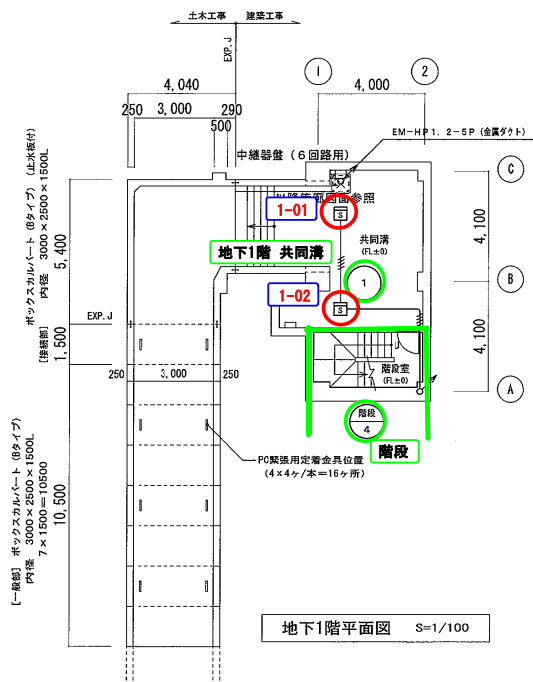 土木工事 建築工事
EXP.J
1 2
4,040 4,000
250 3,000 290
500
EM-HP1. 2-5P (金属ダクト)
中継器盤 (6回路用)
C
参照
1-01
S
共同溝
(FL±0)
4,100
地下1階 共同溝
1
B
1-02
S
4,100
EXP.J
階段室
(FL±0)
A
250 3,000 250
階段
4
階段
PC緊張用定着金具位置
(4×4ヶ/本=16ヶ所)
[接続部] ボックスカルバート (Bタイプ) (止水板付)
内径 3000×2500×1500L
5,400
1,500
[一般部] ボックスカルバート (Bタイプ)
内径 3000×2500×1500L
7×1500=10500
10,500
地下1階平面図 S=1/100